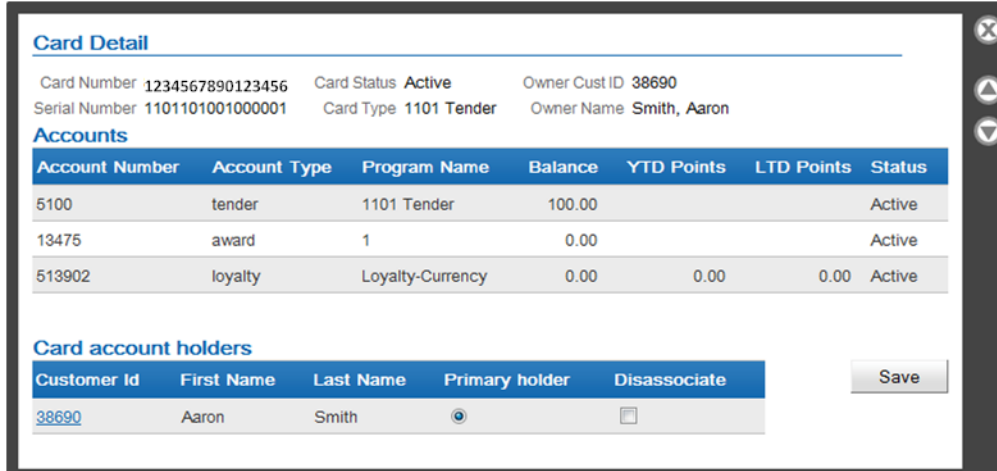 Card Detail
Card Number 1234567890123456 Card Status Active Owner Cust ID 38690
Serial Number 1101101001000001 Card Type 1101 Tender Owner Name Smith, Aaron
Accounts
Account Number Account Type Program Name Balance YTD Points LTD Points Status
5100 tender 1101 Tender 100.00 Active
13475 award 1 0.00 Active
513902 loyalty Loyalty-Currency 0.00 0.00 0.00 Active
Card account holders
Customer Id First Name Last Name Primary holder Disassociate
Save
38690 Aaron Smith